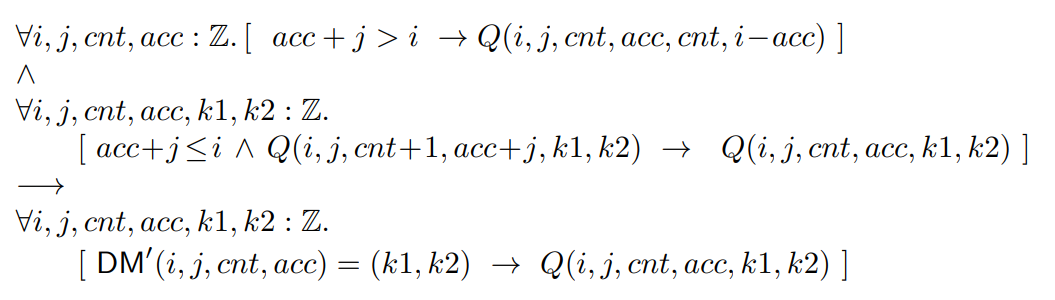 ∀i, j, cnt, acc : ℤ. [ acc + j > i → Q(i, j, cnt, acc, cnt, i−acc) ]
∧
∀i, j, cnt, acc, k1, k2 : ℤ.
[ acc+j≤i ∧ Q(i, j, cnt+1, acc+j, k1, k2) → Q(i, j, cnt, acc, k1, k2) ]
⟶
∀i, j, cnt, acc, k1, k2 : ℤ.
[ DM′(i, j, cnt, acc) = (k1, k2) → Q(i, j, cnt, acc, k1, k2) ]